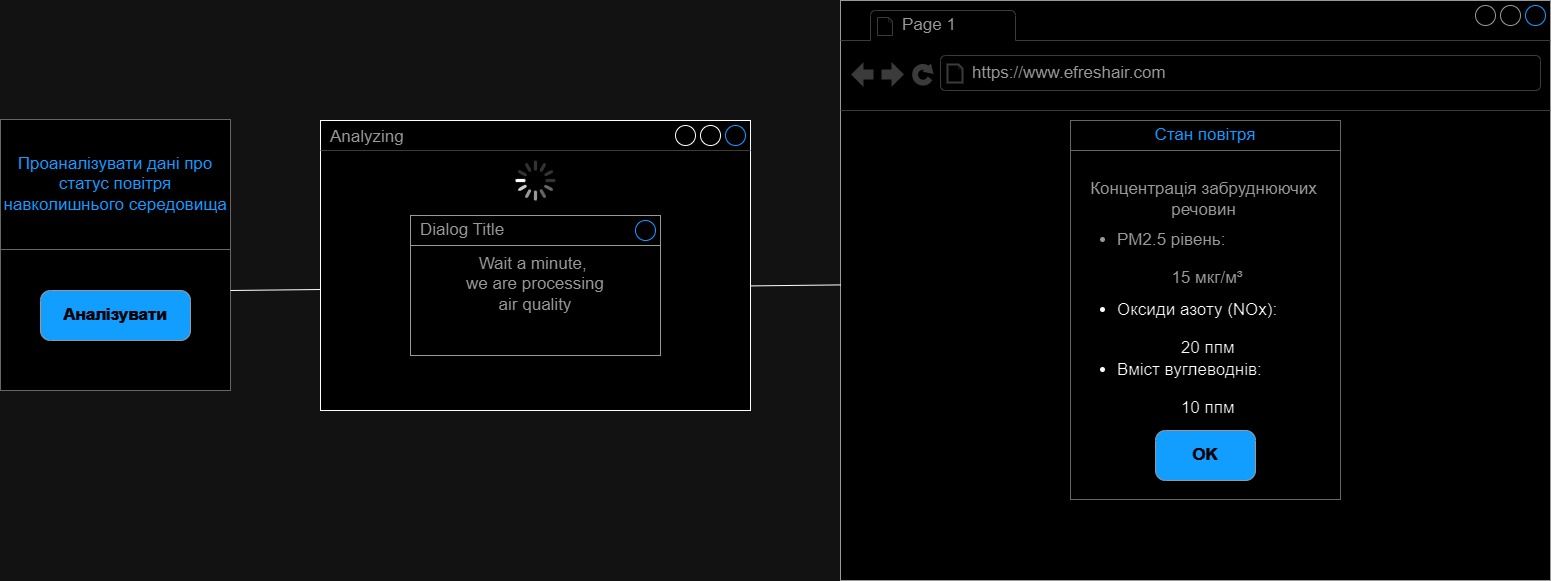 Проаналізувати дані про
статус повітря
навколишнього середовища
Аналізувати
Analyzing
Dialog Title
Wait a minute,
we are processing
air quality
Page 1
https://www.efreshair.com
Стан повітря
Концентрація забруднюючих
речовин
• PM2.5 рівень:
15 мкг/м³
• Оксиди азоту (NOx):
20 ппм
• Вміст вуглеводнів:
10 ппм
OK